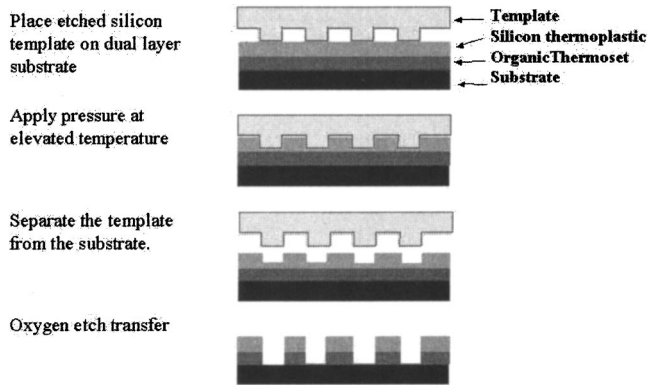 Place etched silicon
template on dual layer
substrate
Template
Silicon thermoplastic
OrganicThermoset
Substrate
Apply pressure at
elevated temperature
Separate the template
from the substrate.
Oxygen etch transfer